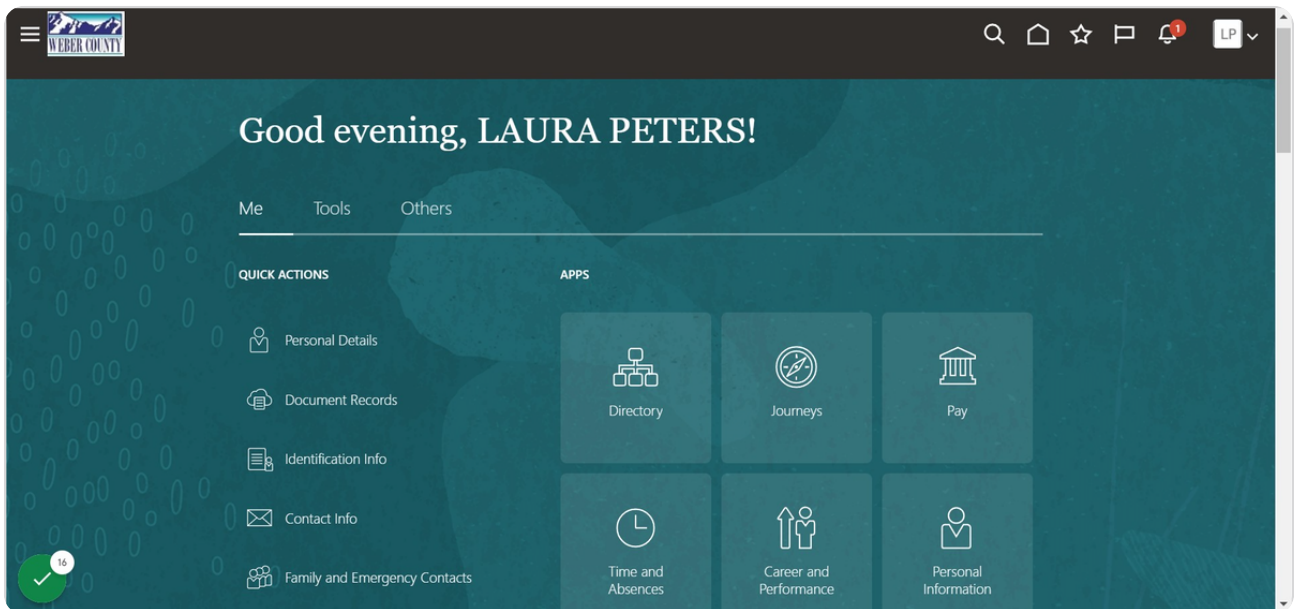 WEBER COUNTY
1
LP
Good evening, LAURA PETERS!
Me Tools Others
QUICK ACTIONS
Personal Details
Document Records
Identification Info
Contact Info
Family and Emergency Contacts
APPS
Directory
Journeys
Pay
Time and
Absences
Career and
Performance
Personal
Information
16